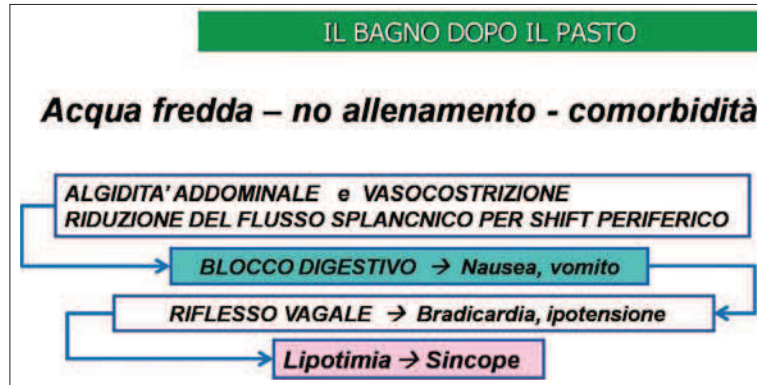 IL BAGNO DOPO IL PASTO
Acqua fredda – no allenamento - comorbidità
ALGIDITA' ADDOMINALE e VASOCOSTRIZIONE
RIDUZIONE DEL FLUSSO SPLANCNICO PER SHIFT PERIFERICO
BLOCCO DIGESTIVO → Nausea, vomito
RIFLESSO VAGALE → Bradicardia, ipotensione
Lipotimia → Sincope